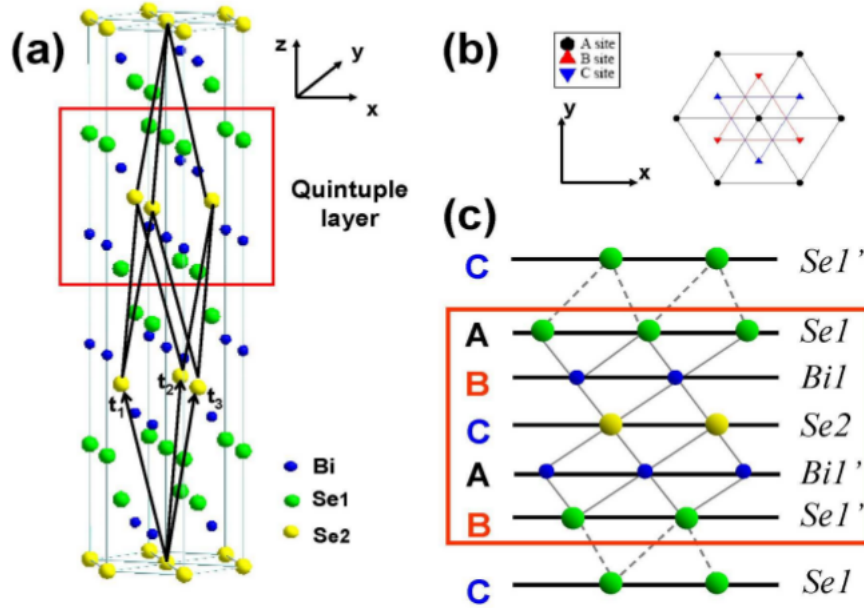 (a)
z
y
x
Quintuple
layer
t1
t2
t3
Bi
Se1
Se2
(b)
A site
B site
C site
y
x
(c)
C Se1’
A Se1
B Bi1
C Se2
A Bi1’
B Se1’
C Se1